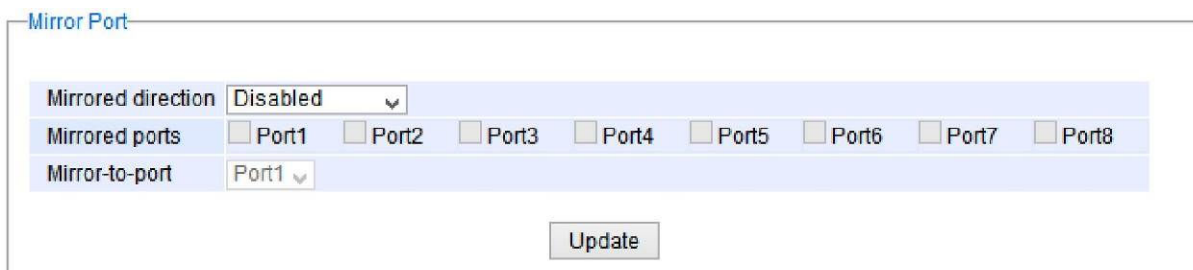 Mirror Port
Mirrored direction Disabled
Mirrored ports Port1 Port2 Port3 Port4 Port5 Port6 Port7 Port8
Mirror-to-port Port1
Update